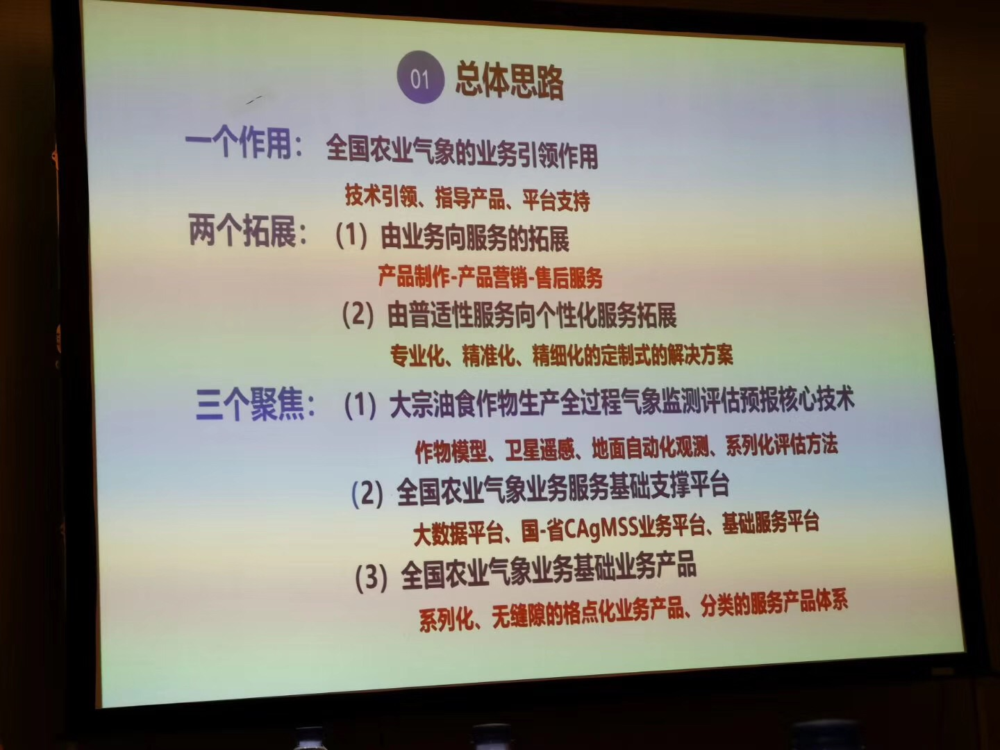 01 总体思路
一个作用： 全国农业气象的业务引领作用
技术引领、指导产品、平台支持
两个拓展： （1）由业务向服务的拓展
产品制作-产品营销-售后服务
（2）由普适性服务向个性化服务拓展
专业化、精准化、精细化的定制式的解决方案
三个聚焦： （1）大宗油食作物生产全过程气象监测评估预报核心技术
作物模型、卫星遥感、地面自动化观测、系列化评估方法
（2）全国农业气象业务服务基础支撑平台
大数据平台、国-省CAgMSS业务平台、基础服务平台
（3）全国农业气象业务基础业务产品
系列化、无缝隙的格点化业务产品、分类的服务产品体系